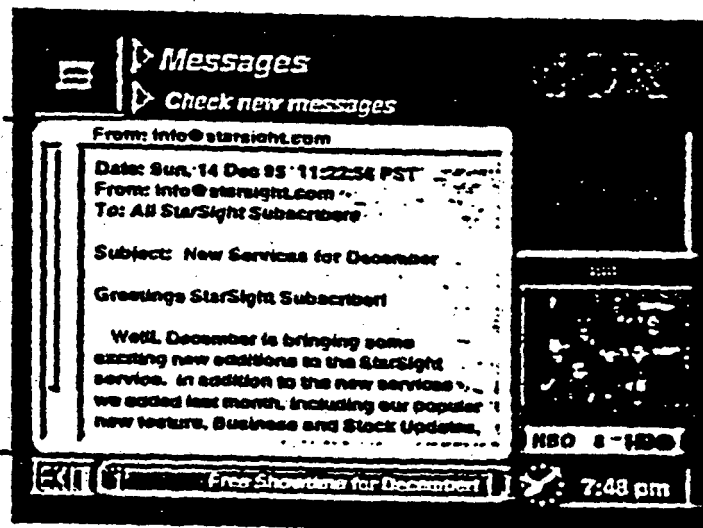 Messages
Check new messages
From: Info@starsight.com
Date: Sun, 14 Dec 95 11:22:56 PST
From: Info@starsight.com
To: All StarSight Subscribers
Subject: New Services for December
Greetings StarSight Subscriber!
Well, December is bringing some
exciting new additions to the StarSight
service. In addition to the new services
we added last month, including our popular
new feature, Business and Stock Updates,
HBO 8
EXIT
Free Showtime for December!
7:48 pm